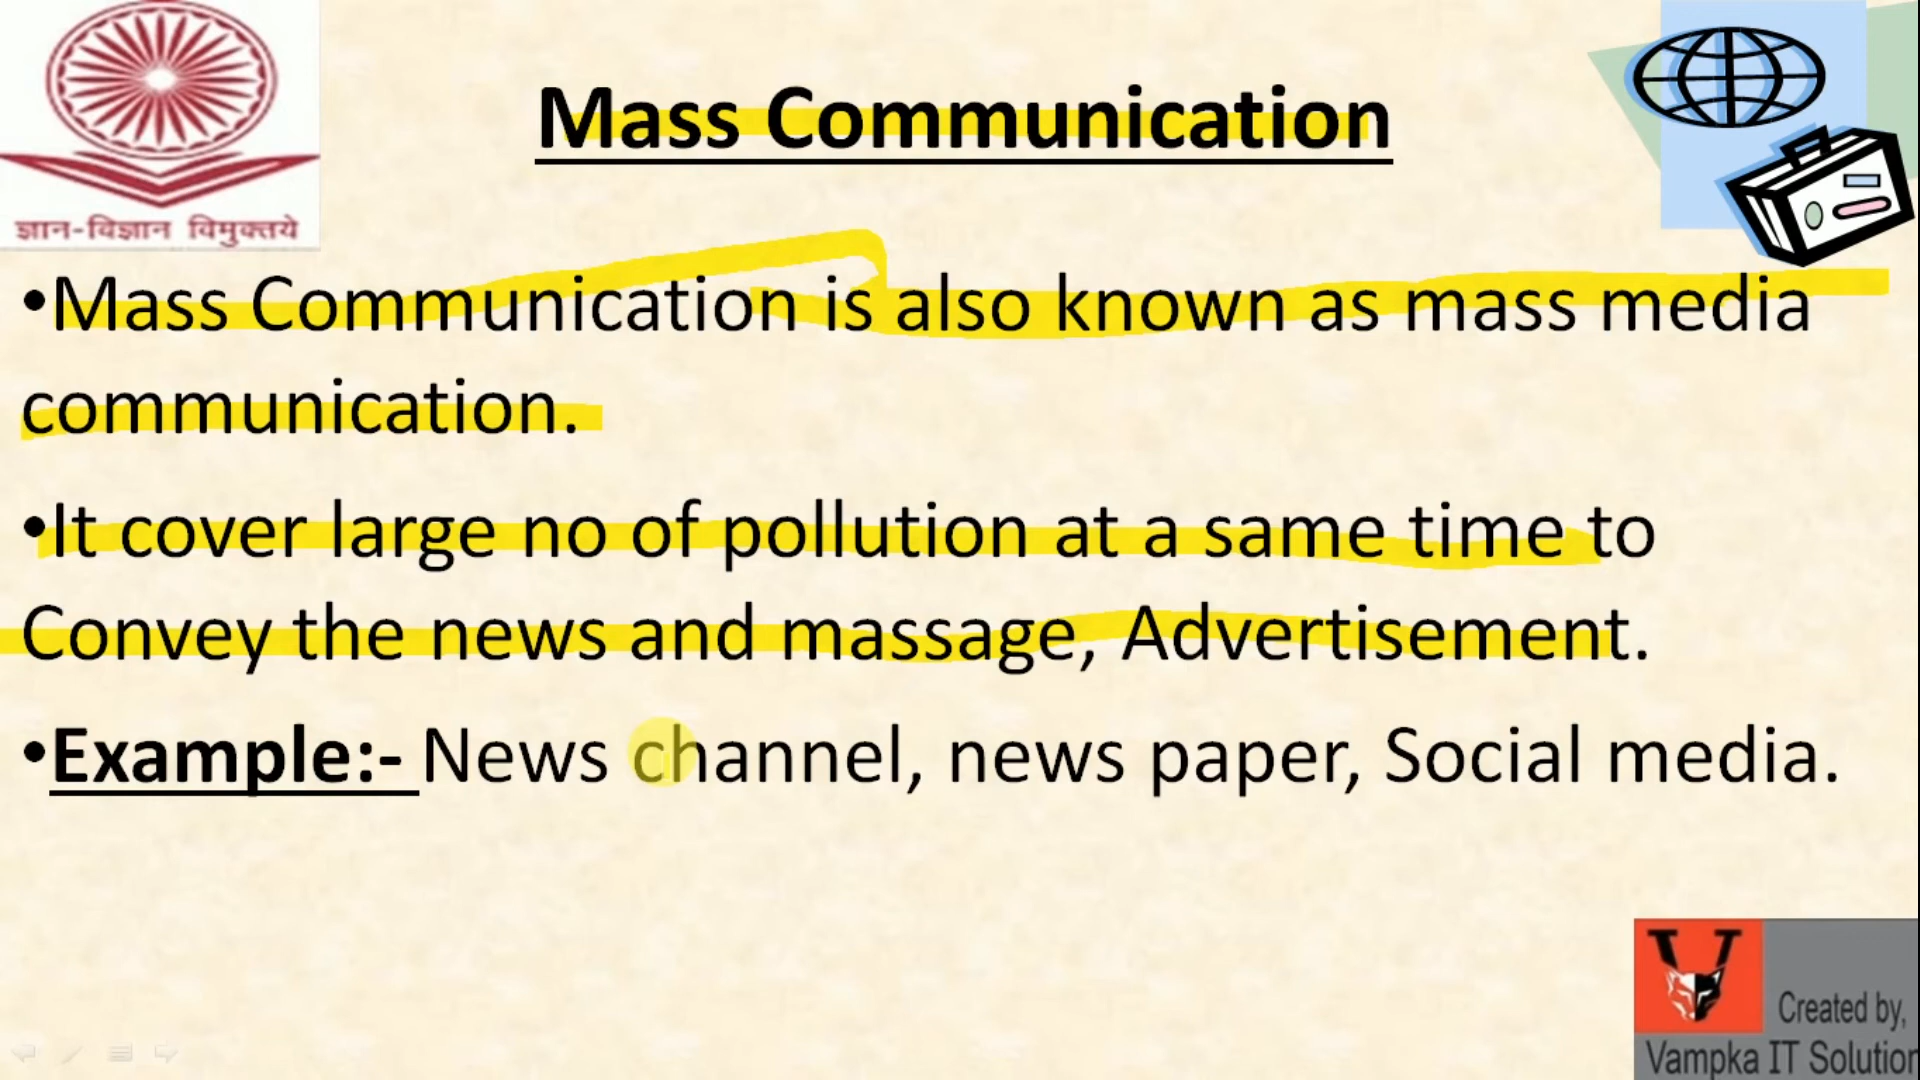 ज्ञान-विज्ञान विमुक्तये
Mass Communication
•Mass Communication is also known as mass media
communication.
•It cover large no of pollution at a same time to
Convey the news and massage, Advertisement.
•Example:- News channel, news paper, Social media.
V
Created by,
Vampka IT Solution